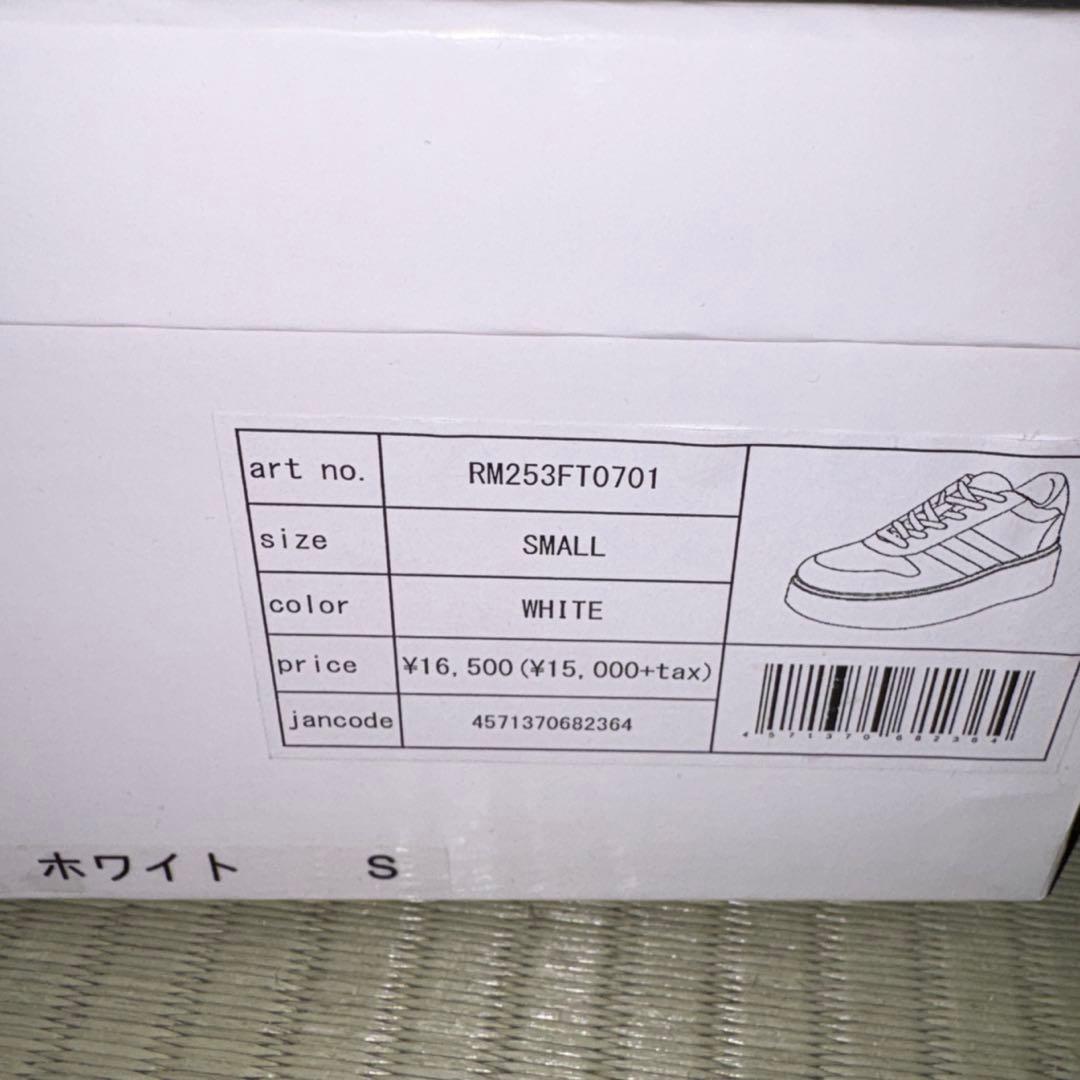 art no. RM253FT0701
size SMALL
color WHITE
price ¥16,500(¥15,000+tax)
jancode 4571370682364
4571370682364
ホワイト S